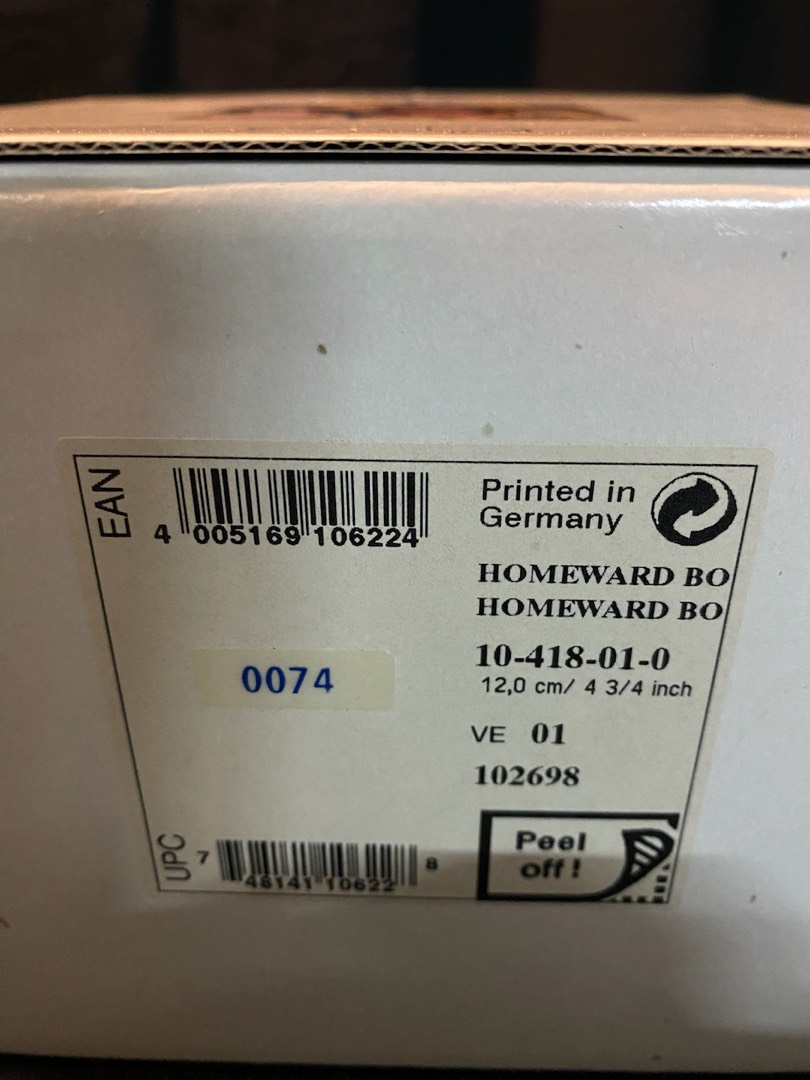 EAN
4 005169 106224
Printed in
Germany
HOMEWARD BO
HOMEWARD BO
10-418-01-0
12,0 cm/ 4 3/4 inch
0074
VE 01
102698
UPC
7 48141 10622 8
Peel
off!